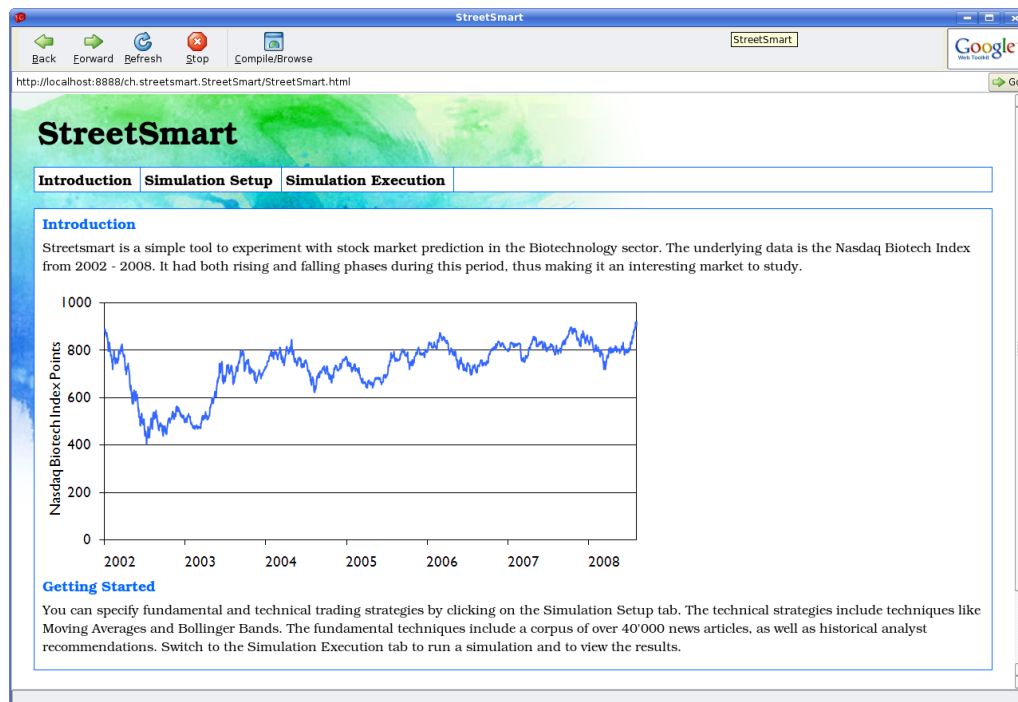 StreetSmart
Back Forward Refresh Stop Compile/Browse
StreetSmart
Google
Web Toolkit
http://localhost:8888/ch.streetsmart.StreetSmart/StreetSmart.html
StreetSmart
Introduction Simulation Setup Simulation Execution
Introduction
Streetsmart is a simple tool to experiment with stock market prediction in the Biotechnology sector. The underlying data is the Nasdaq Biotech Index
from 2002 - 2008. It had both rising and falling phases during this period, thus making it an interesting market to study.
Nasdaq Biotech Index Points
1000
800
600
400
200
0
2002 2003 2004 2005 2006 2007 2008
Getting Started
You can specify fundamental and technical trading strategies by clicking on the Simulation Setup tab. The technical strategies include techniques like
Moving Averages and Bollinger Bands. The fundamental techniques include a corpus of over 40'000 news articles, as well as historical analyst
recommendations. Switch to the Simulation Execution tab to run a simulation and to view the results.